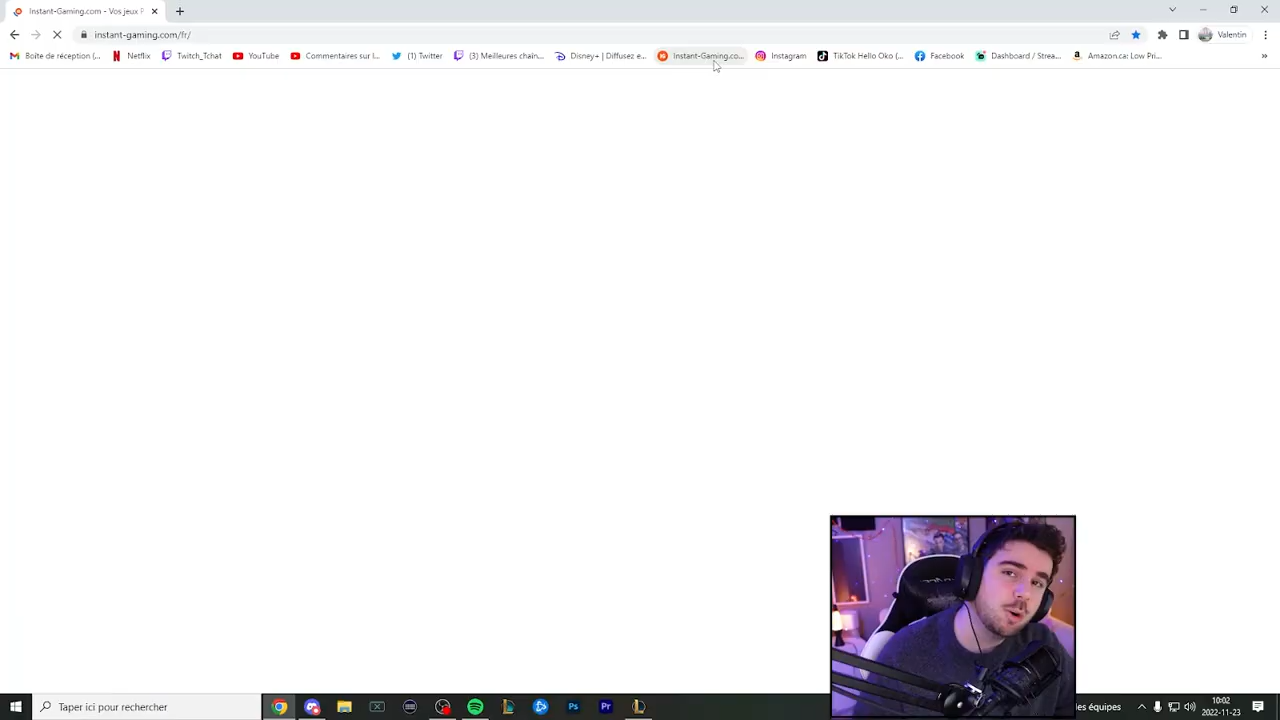 Instant-Gaming.com - Vos jeux P
instant-gaming.com/fr/
Valentin
Boîte de réception (...
Netflix
Twitch_Tchat
YouTube
Commentaires sur l...
(1) Twitter
(3) Meilleures chaîn...
Disney+ | Diffusez e...
Instant-Gaming.co...
Instagram
TikTok Hello Oko (...
Facebook
Dashboard / Strea...
Amazon.ca: Low Pri...
»
Taper ici pour rechercher
les équipes
10:02
2022-11-23